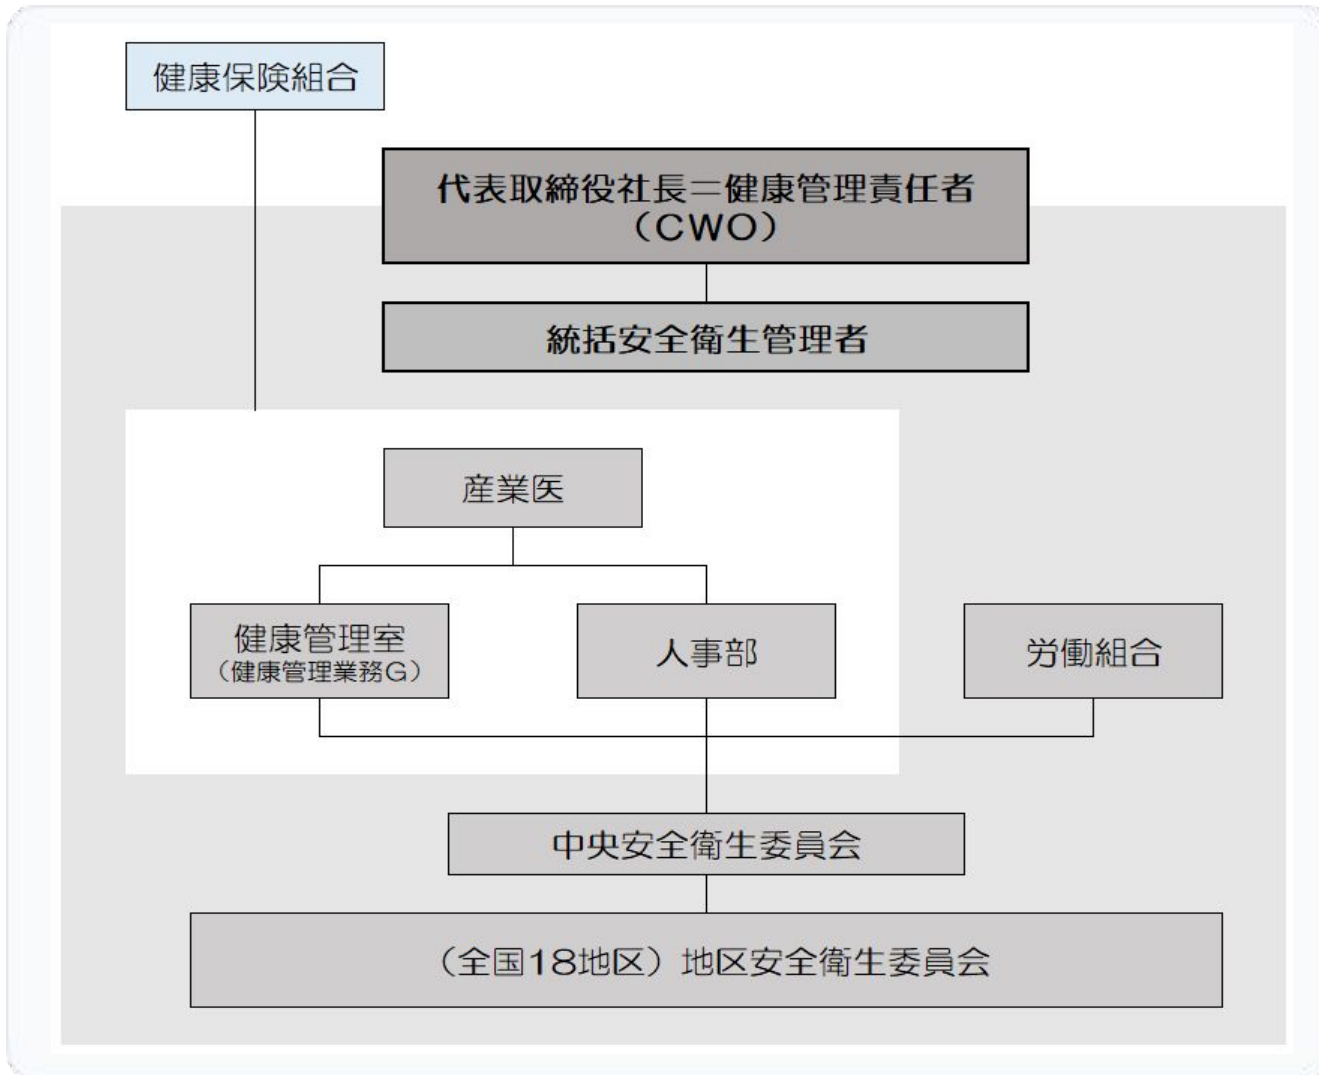 健康保険組合
代表取締役社長＝健康管理責任者
（CWO）
統括安全衛生管理者
産業医
健康管理室
（健康管理業務G）
人事部
労働組合
中央安全衛生委員会
（全国18地区）地区安全衛生委員会